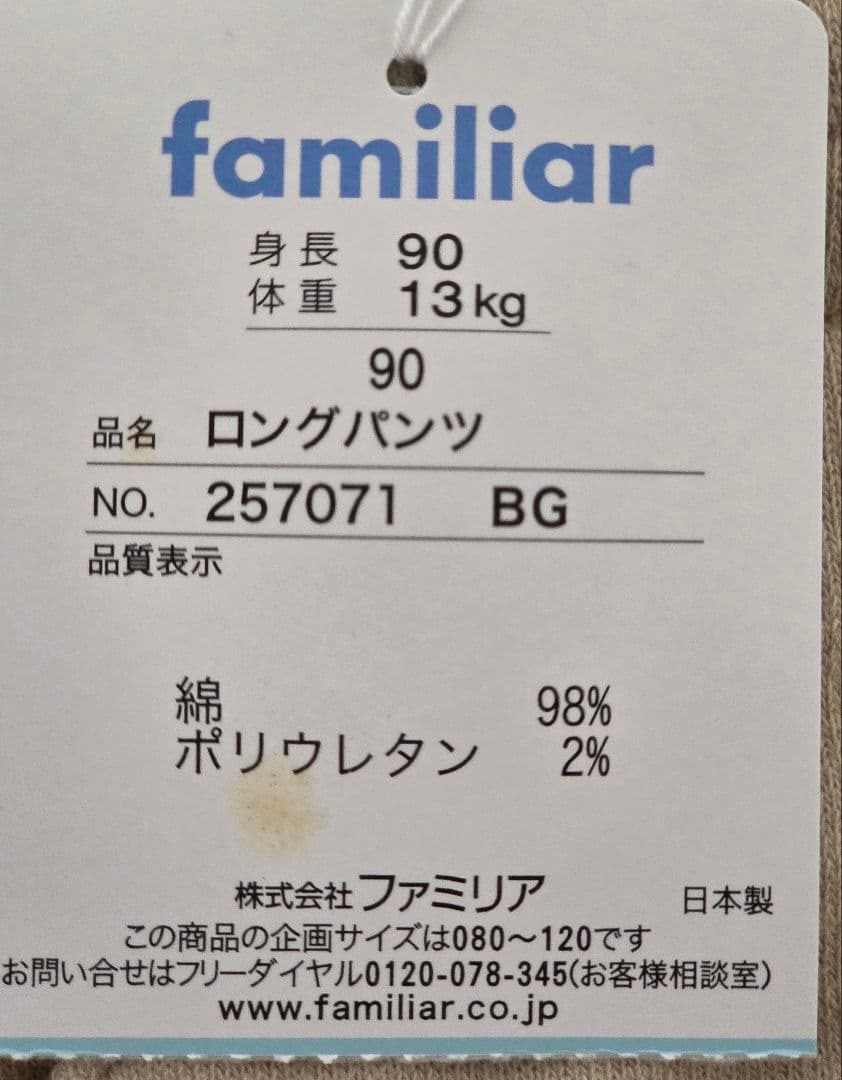 familiar
身長 90
体重 13kg
90
品名 ロングパンツ
NO. 257071 BG
品質表示
綿 98%
ポリウレタン 2%
株式会社ファミリア 日本製
この商品の企画サイズは080〜120です
お問い合せはフリーダイヤル0120-078-345(お客様相談室)
www.familiar.co.jp